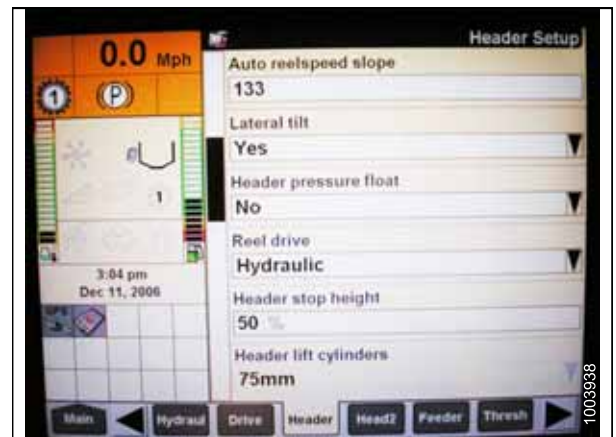 0.0 Mph
Header Setup
1
(P)
Auto reelspeed slope
133
Lateral tilt
Yes
1
Header pressure float
No
Reel drive
Hydraulic
3:04 pm
Dec 11, 2006
Header stop height
50 %
Header lift cylinders
75mm
Main
Hydraul
Drive
Header
Head2
Feeder
Thresh
1003938